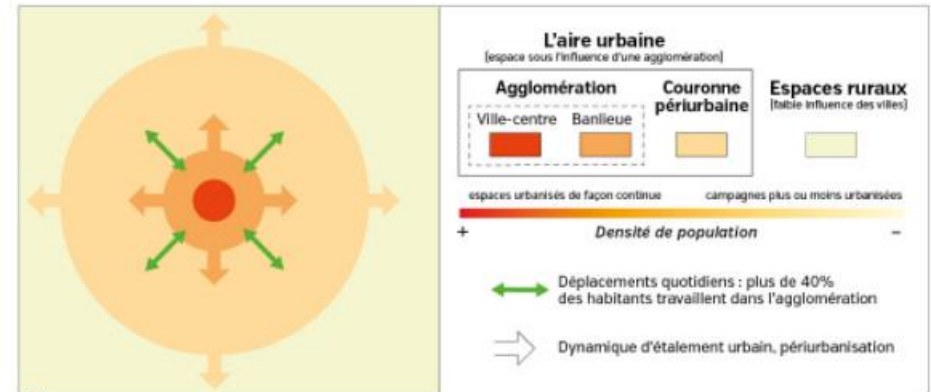 L'aire urbaine
(espace sous l'influence d'une agglomération)
Agglomération
Ville-centre Banlieue
Couronne
périurbaine
Espaces ruraux
(faible influence des villes)
espaces urbanisés de façon continue
campagnes plus ou moins urbanisées
+ Densité de population –
Déplacements quotidiens : plus de 40%
des habitants travaillent dans l'agglomération
Dynamique d'étalement urbain, périurbanisation